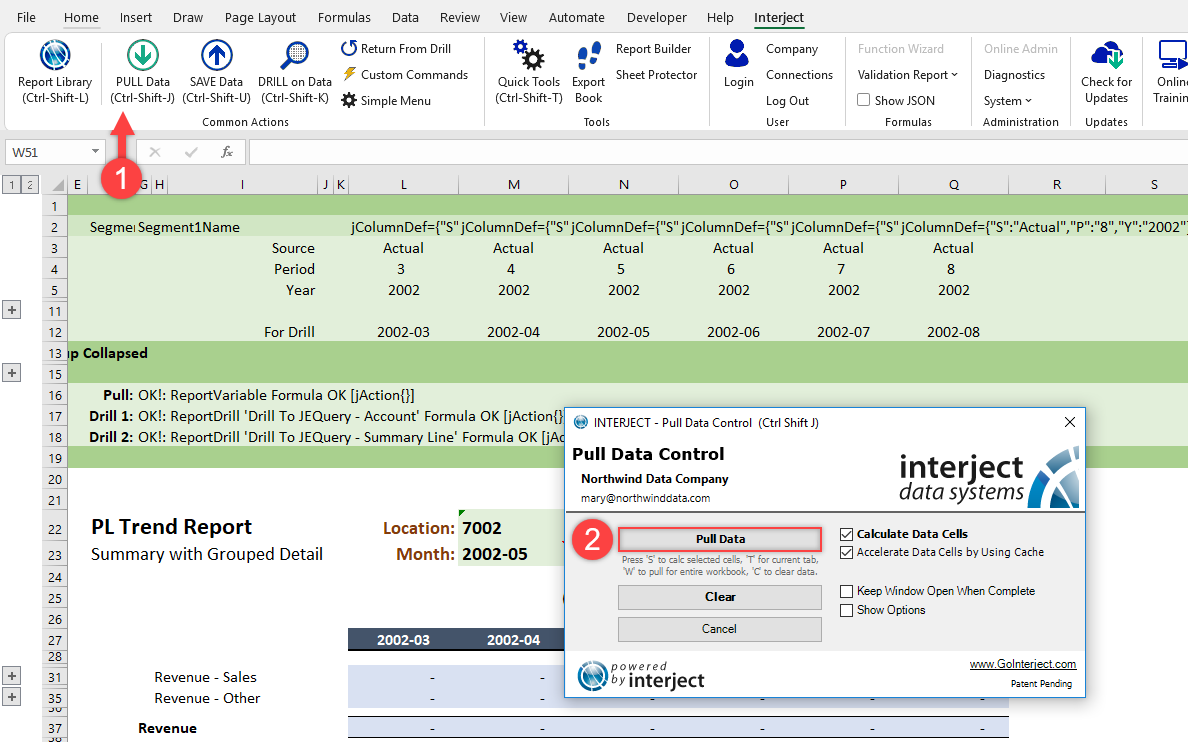 File Home Insert Draw Page Layout Formulas Data Review View Automate Developer Help Interject
Report Library
(Ctrl-Shift-L)
PULL Data
(Ctrl-Shift-J)
SAVE Data
(Ctrl-Shift-U)
DRILL on Data
(Ctrl-Shift-K)
Return From Drill
Custom Commands
Simple Menu
Common Actions
Quick Tools
(Ctrl-Shift-T)
Export
Book
Report Builder
Sheet Protector
Tools
Login
Company
Connections
Log Out
User
Function Wizard
Validation Report
Show JSON
Formulas
Online Admin
Diagnostics
System
Administration
Check for
Updates
Updates
Online
Trainin
1
W51 fx
1 2 E G H I J K L M N O P Q R S
1
2 Segmer Segment1Name jColumnDef={"S" jColumnDef={"S" jColumnDef={"S" jColumnDef={"S" jColumnDef={"S" jColumnDef={"S":"Actual","P":"8","Y":"2002"}
3 Source Actual Actual Actual Actual Actual Actual
4 Period 3 4 5 6 7 8
5 Year 2002 2002 2002 2002 2002 2002
11
12 For Drill 2002-03 2002-04 2002-05 2002-06 2002-07 2002-08
13 up Collapsed
15
16 Pull: OK!: ReportVariable Formula OK [jAction{}]
17 Drill 1: OK!: ReportDrill 'Drill To JEQuery - Account' Formula OK [jAction{}]
18 Drill 2: OK!: ReportDrill 'Drill To JEQuery - Summary Line' Formula OK [jAc
19
20
21
22 PL Trend Report Location: 7002
23 Summary with Grouped Detail Month: 2002-05
24
25
26
27 2002-03 2002-04
28
31 Revenue - Sales - -
35 Revenue - Other - - - - - -
36
37 Revenue - - - - - -
38
INTERJECT - Pull Data Control (Ctrl Shift J)
Pull Data Control
Northwind Data Company
mary@northwinddata.com
interject
data systems
2
Pull Data
Press 'S' to calc selected cells, 'T' for current tab,
'W' to pull for entire workbook, 'C' to clear data.
Clear
Cancel
Calculate Data Cells
Accelerate Data Cells by Using Cache
Keep Window Open When Complete
Show Options
powered
by interject
www.GoInterject.com
Patent Pending